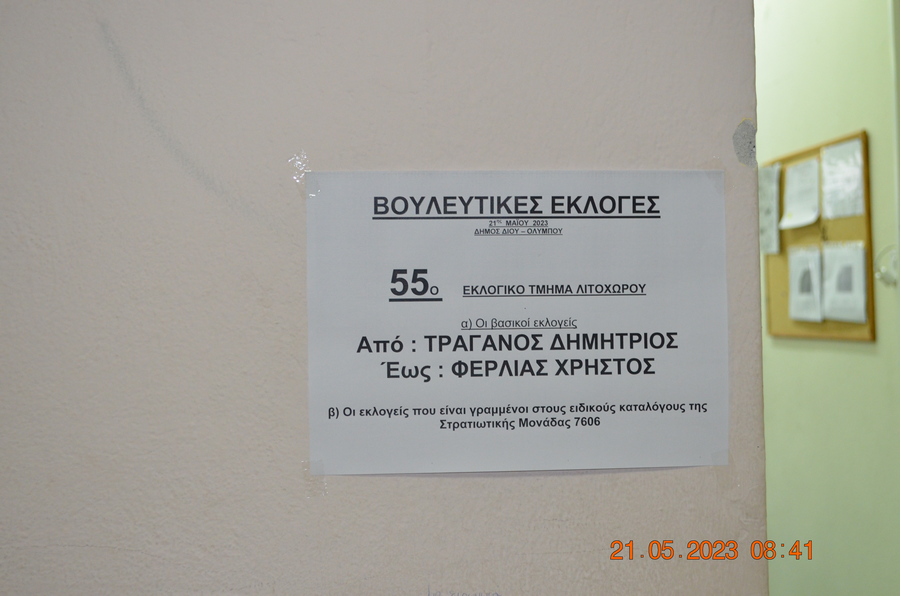 ΒΟΥΛΕΥΤΙΚΕΣ ΕΚΛΟΓΕΣ
21ης ΜΑΪΟΥ 2023
ΔΗΜΟΣ ΔΙΟΥ – ΟΛΥΜΠΟΥ
55ο ΕΚΛΟΓΙΚΟ ΤΜΗΜΑ ΛΙΤΟΧΩΡΟΥ
α) Οι βασικοί εκλογείς
Από : ΤΡΑΓΑΝΟΣ ΔΗΜΗΤΡΙΟΣ
Έως : ΦΕΡΛΙΑΣ ΧΡΗΣΤΟΣ
β) Οι εκλογείς που είναι γραμμένοι στους ειδικούς καταλόγους της
Στρατιωτικής Μονάδας 7606
21.05.2023 08:41